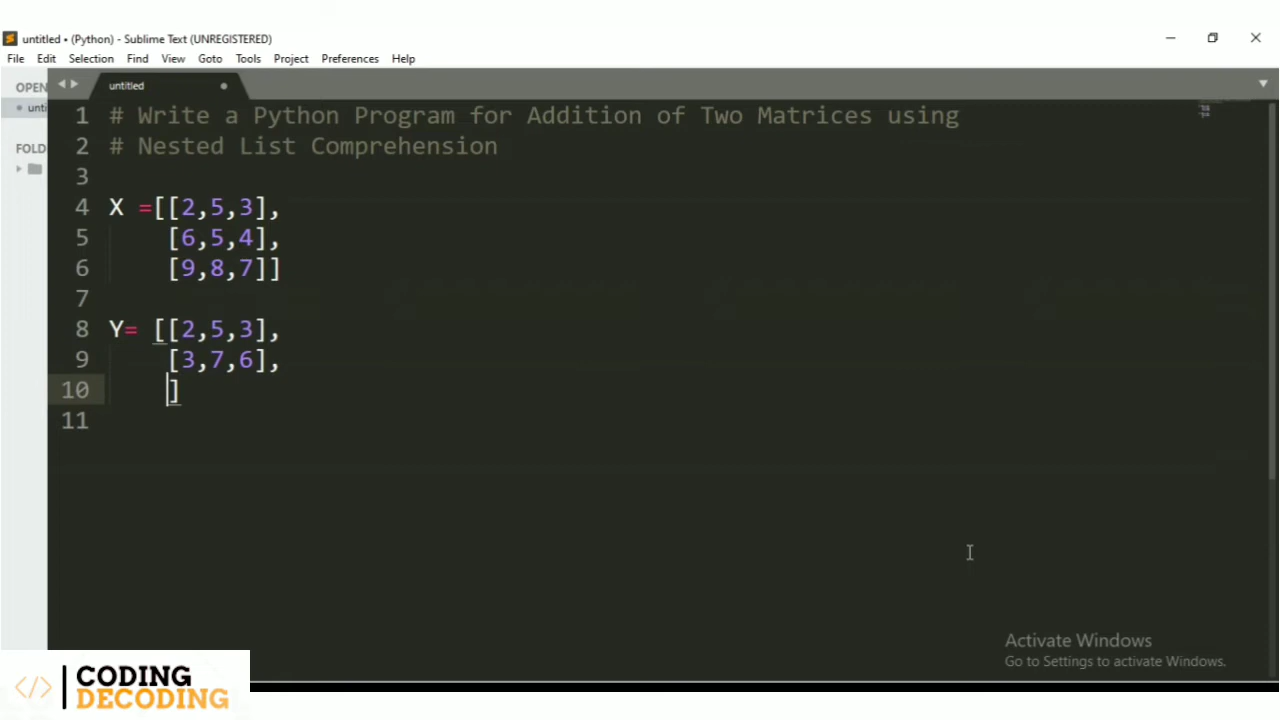 untitled • (Python) - Sublime Text (UNREGISTERED)
File Edit Selection Find View Goto Tools Project Preferences Help
OPEN
untitled
unti
FOLD
1 # Write a Python Program for Addition of Two Matrices using
2 # Nested List Comprehension
3
4 X =[[2,5,3],
5 [6,5,4],
6 [9,8,7]]
7
8 Y= [[2,5,3],
9 [3,7,6],
10 ]
11
Activate Windows
Go to Settings to activate Windows.
</> CODING
DECODING